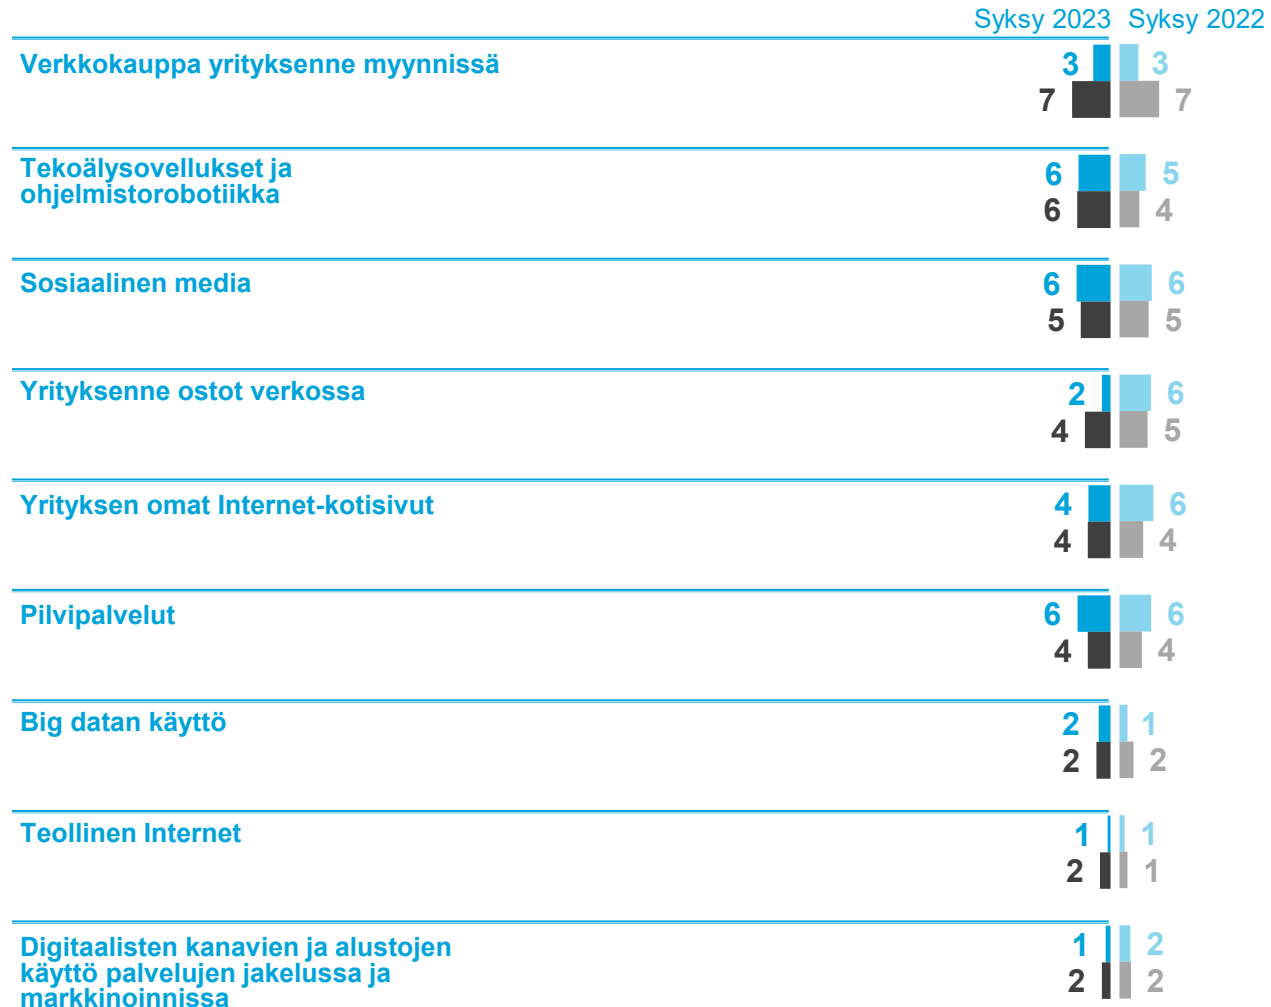 Syksy 2023 Syksy 2022
Verkkokauppa yrityksenne myynnissä
3 3
7 7
Tekoälysovellukset ja
ohjelmistorobotiikka
6 5
6 4
Sosiaalinen media
6 6
5 5
Yrityksenne ostot verkossa
2 6
4 5
Yrityksen omat Internet-kotisivut
4 6
4 4
Pilvipalvelut
6 6
4 4
Big datan käyttö
2 1
2 2
Teollinen Internet
1 1
2 1
Digitaalisten kanavien ja alustojen
käyttö palvelujen jakelussa ja
markkinoinnissa
1 2
2 2